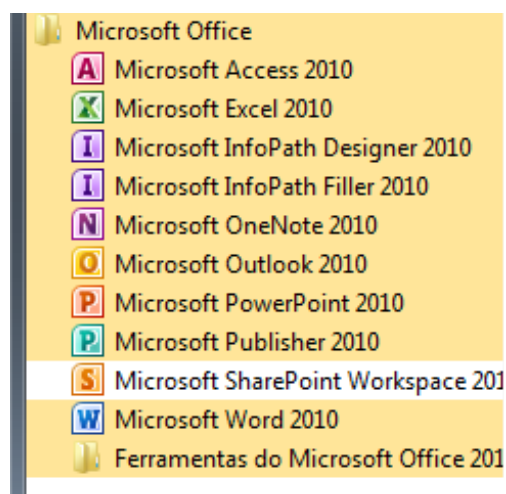 Microsoft Office
Microsoft Access 2010
Microsoft Excel 2010
Microsoft InfoPath Designer 2010
Microsoft InfoPath Filler 2010
Microsoft OneNote 2010
Microsoft Outlook 2010
Microsoft PowerPoint 2010
Microsoft Publisher 2010
Microsoft SharePoint Workspace 201
Microsoft Word 2010
Ferramentas do Microsoft Office 201